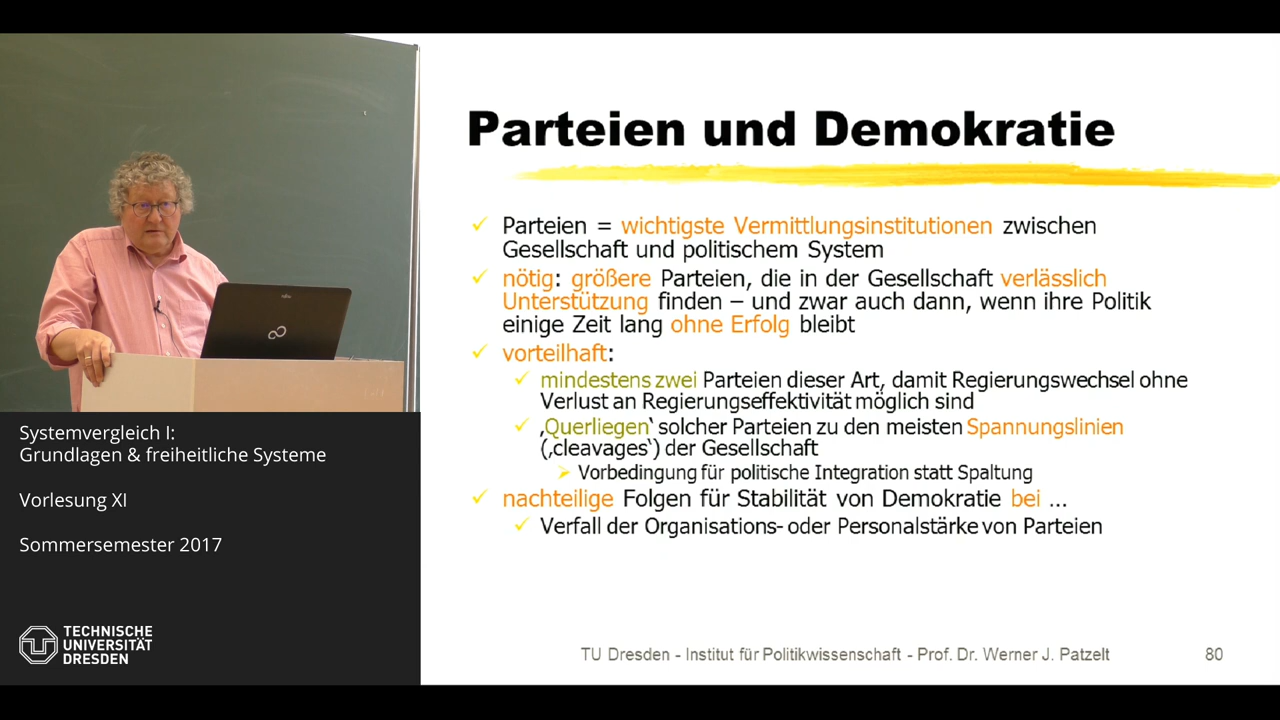 Parteien und Demokratie
Parteien = wichtigste Vermittlungsinstitutionen zwischen
Gesellschaft und politischem System
nötig: größere Parteien, die in der Gesellschaft verlässlich
Unterstützung finden – und zwar auch dann, wenn ihre Politik
einige Zeit lang ohne Erfolg bleibt
vorteilhaft:
mindestens zwei Parteien dieser Art, damit Regierungswechsel ohne
Verlust an Regierungseffektivität möglich sind
‚Querliegen‘ solcher Parteien zu den meisten Spannungslinien
(‚cleavages‘) der Gesellschaft
Vorbedingung für politische Integration statt Spaltung
nachteilige Folgen für Stabilität von Demokratie bei ...
Verfall der Organisations- oder Personalstärke von Parteien
TU Dresden - Institut für Politikwissenschaft - Prof. Dr. Werner J. Patzelt 80
Systemvergleich I:
Grundlagen & freiheitliche Systeme
Vorlesung XI
Sommersemester 2017
TECHNISCHE
UNIVERSITÄT
DRESDEN